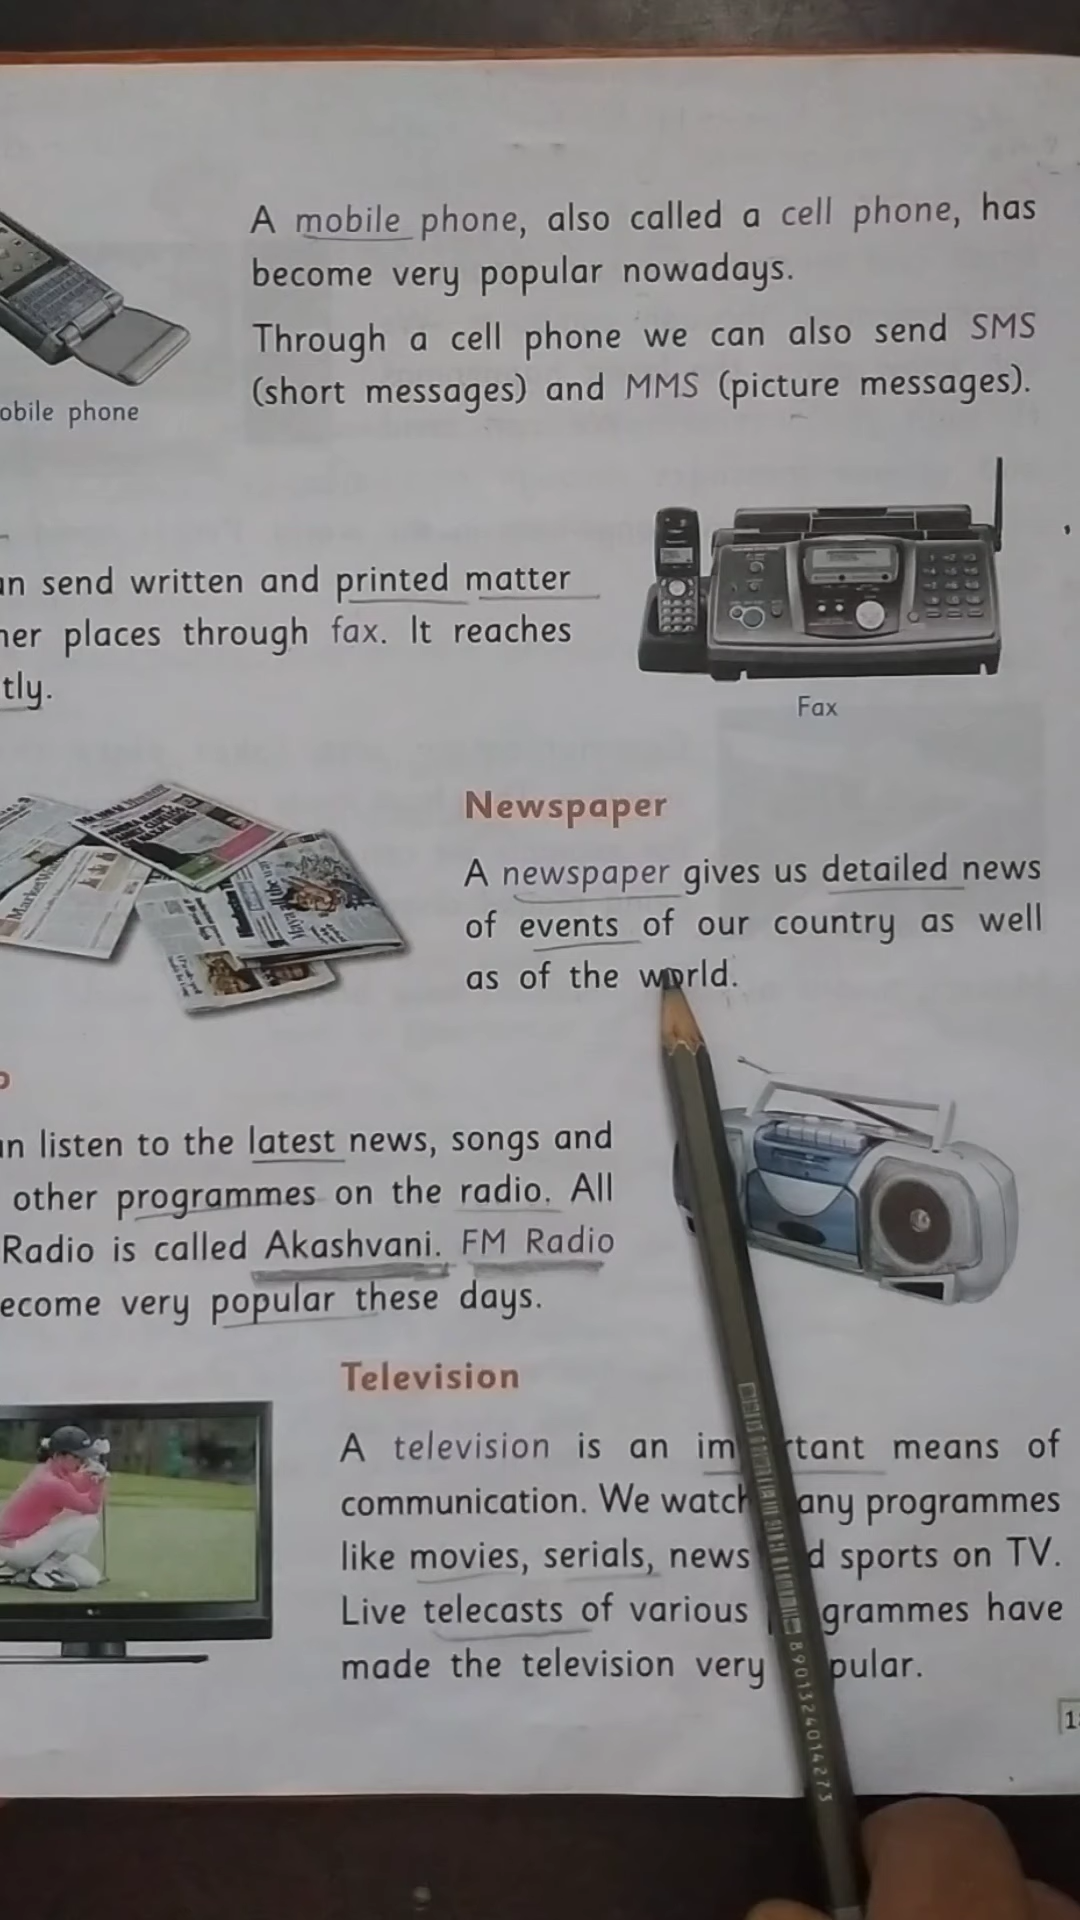 A mobile phone, also called a cell phone, has
become very popular nowadays.
Through a cell phone we can also send SMS
(short messages) and MMS (picture messages).
obile phone
an send written and printed matter
her places through fax. It reaches
tly.
Fax
Newspaper
A newspaper gives us detailed news
of events of our country as well
as of the world.
an listen to the latest news, songs and
other programmes on the radio. All
Radio is called Akashvani. FM Radio
ecome very popular these days.
Television
A television is an im rtant means of
communication. We watch any programmes
like movies, serials, news d sports on TV.
Live telecasts of various grammes have
made the television very pular.
8901324014273